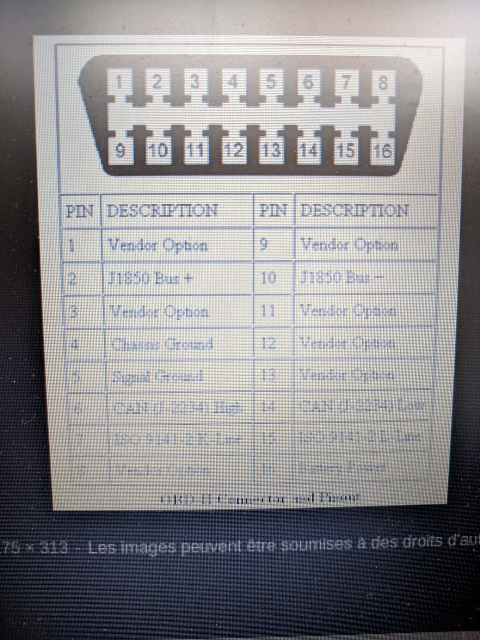 1 2 3 4 5 6 7 8
9 10 11 12 13 14 15 16
PIN DESCRIPTION PIN DESCRIPTION
1 Vendor Option 9 Vendor Option
2 J1850 Bus + 10 J1850 Bus −
3 Vendor Option 11 Vendor Option
4 Chassis Ground 12 Vendor Option
5 Signal Ground 13 Vendor Option
6 CAN (J-2234) High 14 CAN (J-2234) Low
7 ISO 9141-2 K-Line 15 ISO 9141-2 L-Line
8 Vendor Option 16 Battery Power
OBD-II Connector and Pinout
75 × 313 - Les images peuvent être soumises à des droits d'au